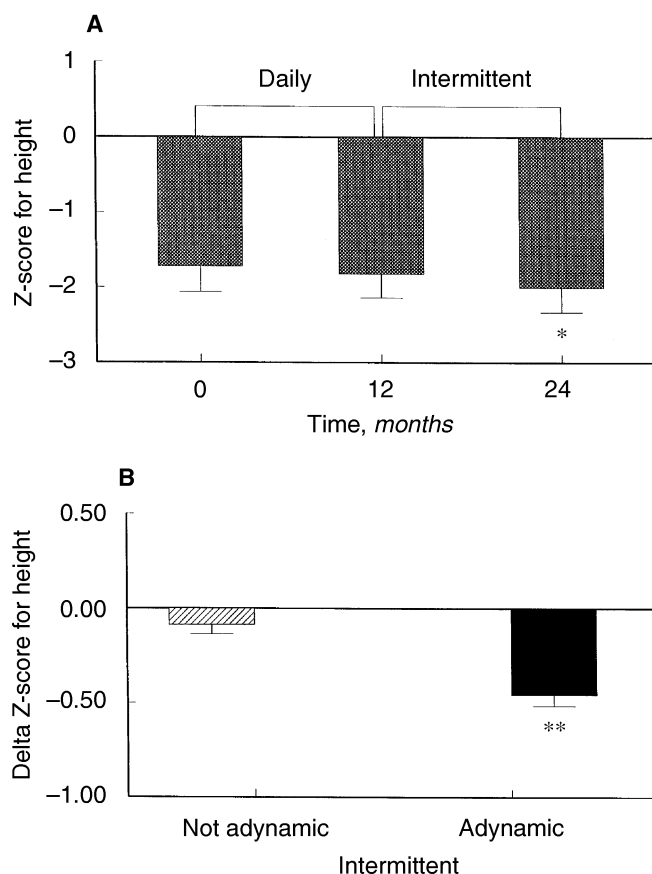 A
1
Daily
Intermittent
0
–1
–2
–3
*
Z-score for height
0
12
24
Time, months
B
0.50
0.00
–0.50
–1.00
**
Delta Z-score for height
Not adynamic
Adynamic
Intermittent